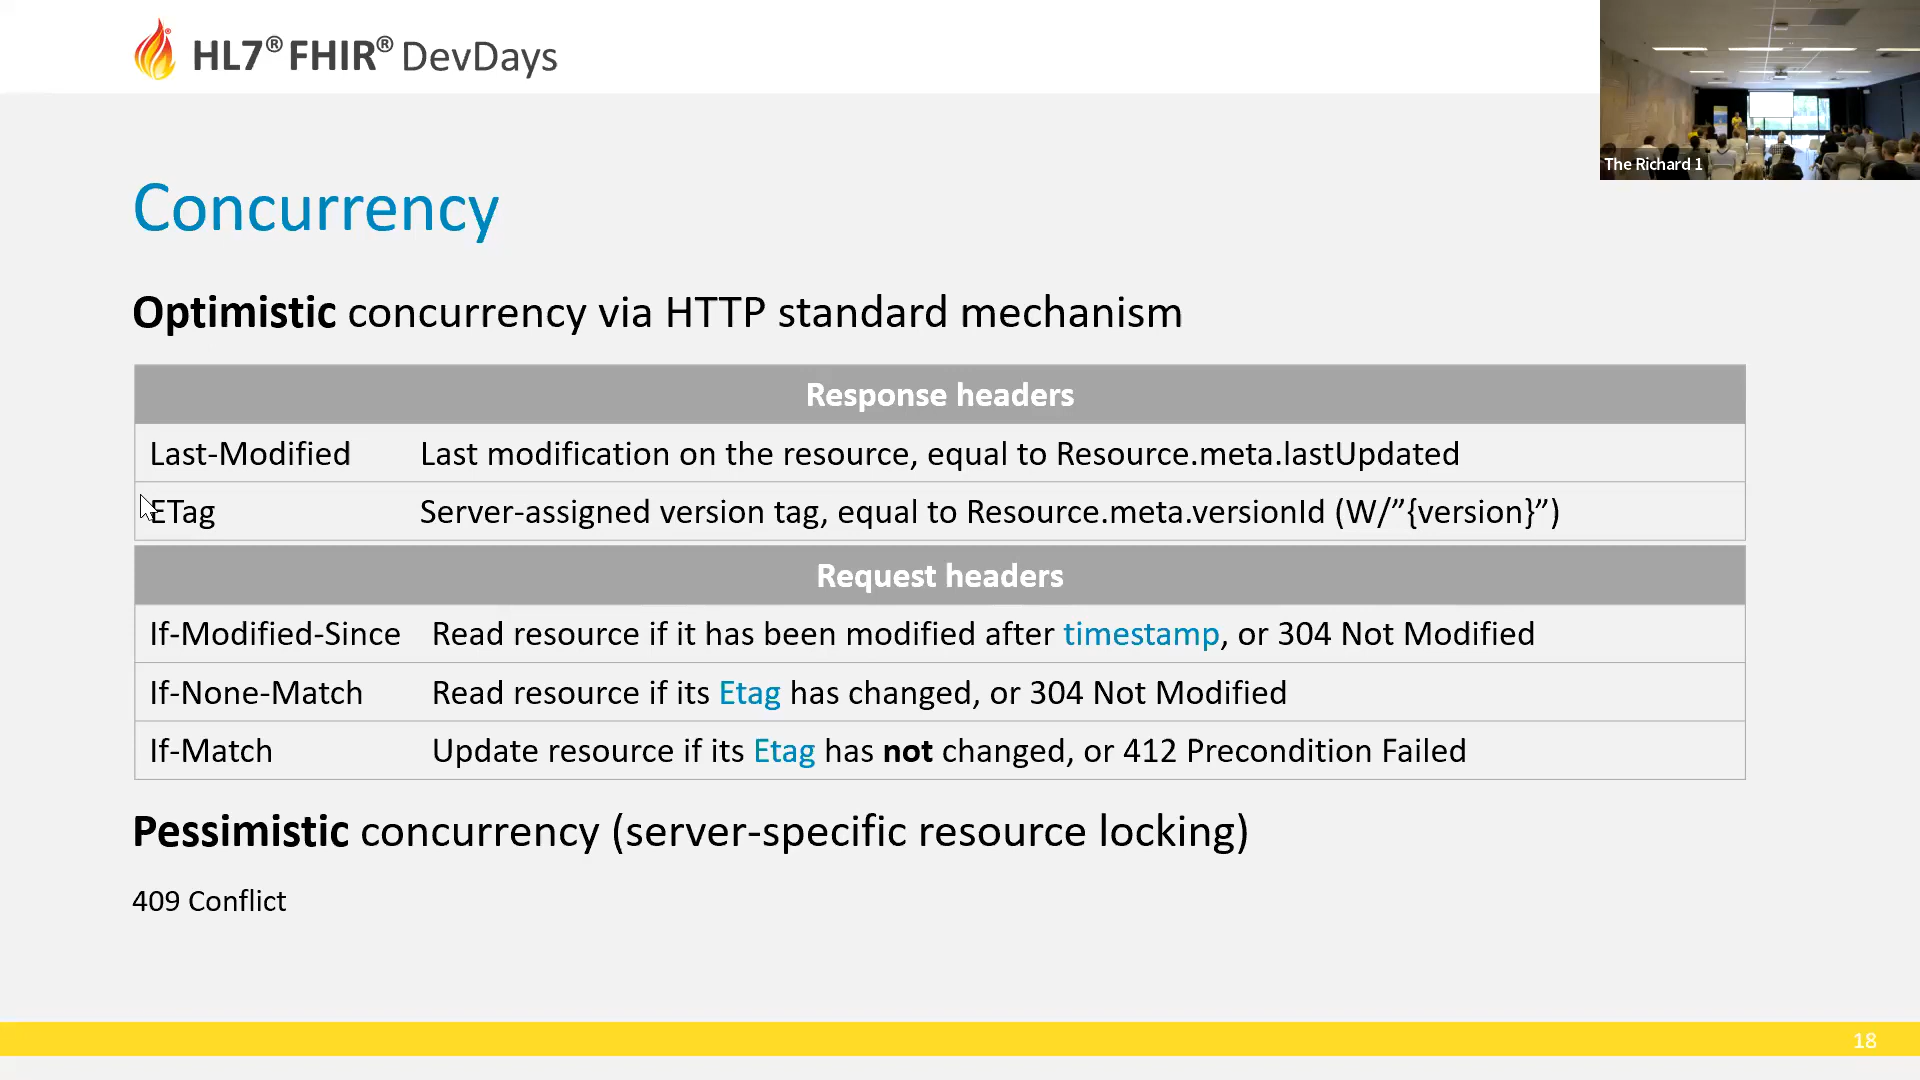 HL7® FHIR® DevDays
The Richard 1
Concurrency
Optimistic concurrency via HTTP standard mechanism
Response headers
Last-Modified Last modification on the resource, equal to Resource.meta.lastUpdated
ETag Server-assigned version tag, equal to Resource.meta.versionId (W/”{version}”)
Request headers
If-Modified-Since Read resource if it has been modified after timestamp, or 304 Not Modified
If-None-Match Read resource if its Etag has changed, or 304 Not Modified
If-Match Update resource if its Etag has not changed, or 412 Precondition Failed
Pessimistic concurrency (server-specific resource locking)
409 Conflict
18